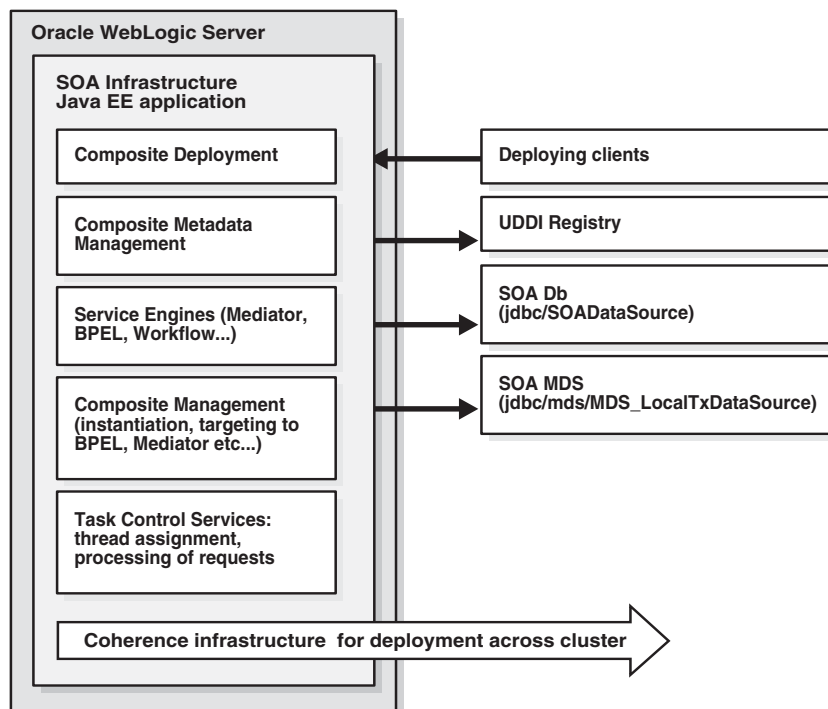 Oracle WebLogic Server
SOA Infrastructure
Java EE application
Composite Deployment
Composite Metadata
Management
Service Engines (Mediator,
BPEL, Workflow...)
Composite Management
(instantiation, targeting to
BPEL, Mediator etc...)
Task Control Services:
thread assignment,
processing of requests
Coherence infrastructure for deployment across cluster
Deploying clients
UDDI Registry
SOA Db
(jdbc/SOADataSource)
SOA MDS
(jdbc/mds/MDS_LocalTxDataSource)